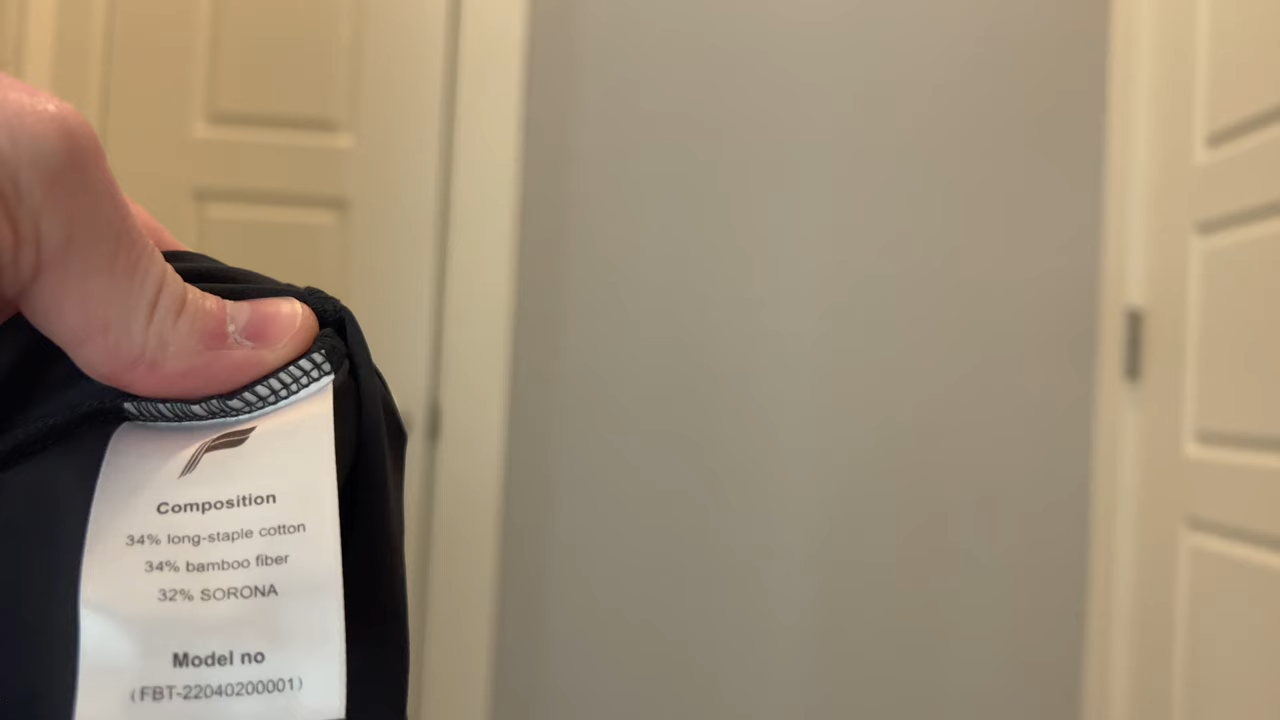 Composition
34% long-staple cotton
34% bamboo fiber
32% SORONA
Model no
(FBT-22040200001)